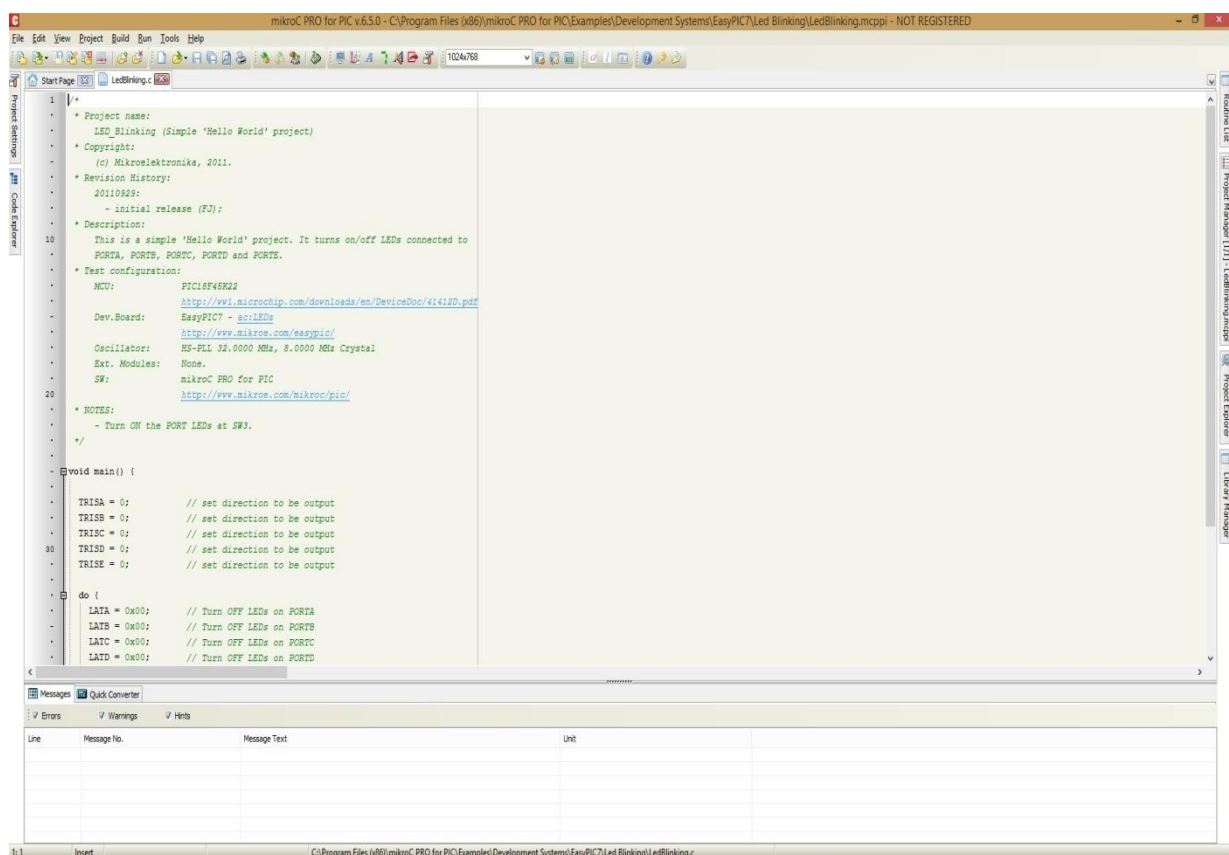 mikroC PRO for PIC v.6.5.0 - C:\Program Files (x86)\mikroC PRO for PIC\Examples\Development Systems\EasyPIC7\Led Blinking\LedBlinking.mcppi - NOT REGISTERED
File Edit View Project Build Run Tools Help
1024x768
Start Page LedBlinking.c
Project Settings
Code Explorer
Routine List
Project Manager [1/1] - LedBlinking.mcppi
Project Explorer
Library Manager
1 /*
* Project name:
LED_Blinking (Simple 'Hello World' project)
* Copyright:
(c) Mikroelektronika, 2011.
* Revision History:
20110929:
- initial release (FJ);
* Description:
10 This is a simple 'Hello World' project. It turns on/off LEDs connected to
PORTA, PORTB, PORTC, PORTD and PORTE.
* Test configuration:
MCU: PIC18F45K22
http://ww1.microchip.com/downloads/en/DeviceDoc/41412D.pdf
Dev.Board: EasyPIC7 - ac:LEDs
http://www.mikroe.com/easypic/
Oscillator: HS-PLL 32.0000 MHz, 8.0000 MHz Crystal
Ext. Modules: None.
SW: mikroC PRO for PIC
20 http://www.mikroe.com/mikroc/pic/
* NOTES:
- Turn ON the PORT LEDs at SW3.
*/
void main() {
TRISA = 0; // set direction to be output
TRISB = 0; // set direction to be output
TRISC = 0; // set direction to be output
30 TRISD = 0; // set direction to be output
TRISE = 0; // set direction to be output
do {
LATA = 0x00; // Turn OFF LEDs on PORTA
LATB = 0x00; // Turn OFF LEDs on PORTB
LATC = 0x00; // Turn OFF LEDs on PORTC
LATD = 0x00; // Turn OFF LEDs on PORTD
Messages Quick Converter
Errors Warnings Hints
Line Message No. Message Text Unit
1:1 Insert C:\Program Files (x86)\mikroC PRO for PIC\Examples\Development Systems\EasyPIC7\Led Blinking\LedBlinking.c